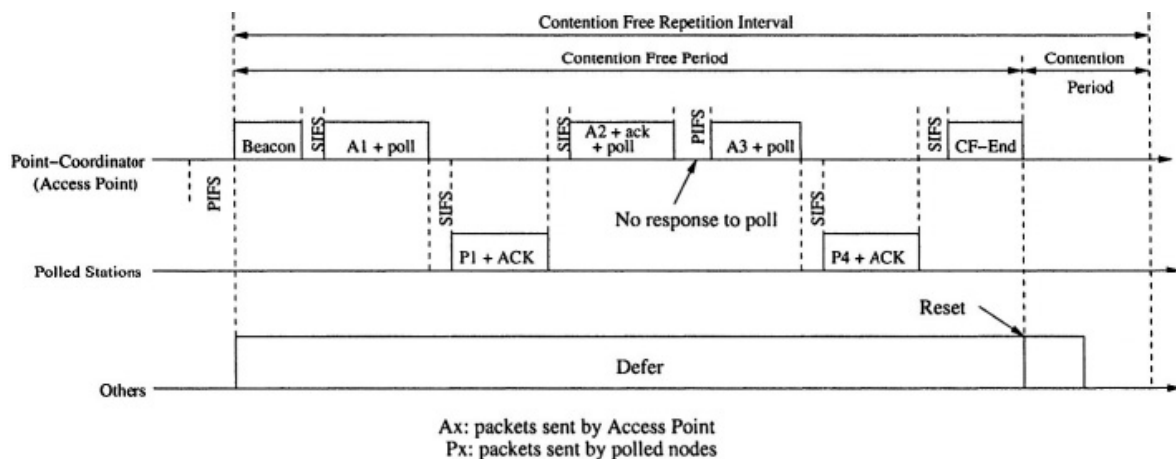 Contention Free Repetition Interval
Contention Free Period
Contention
Period
Beacon
SIFS
A1 + poll
SIFS
A2 + ack
+ poll
PIFS
A3 + poll
SIFS
CF-End
Point-Coordinator
(Access Point)
PIFS
SIFS
No response to poll
SIFS
P1 + ACK
P4 + ACK
Polled Stations
Reset
Defer
Others
Ax: packets sent by Access Point
Px: packets sent by polled nodes